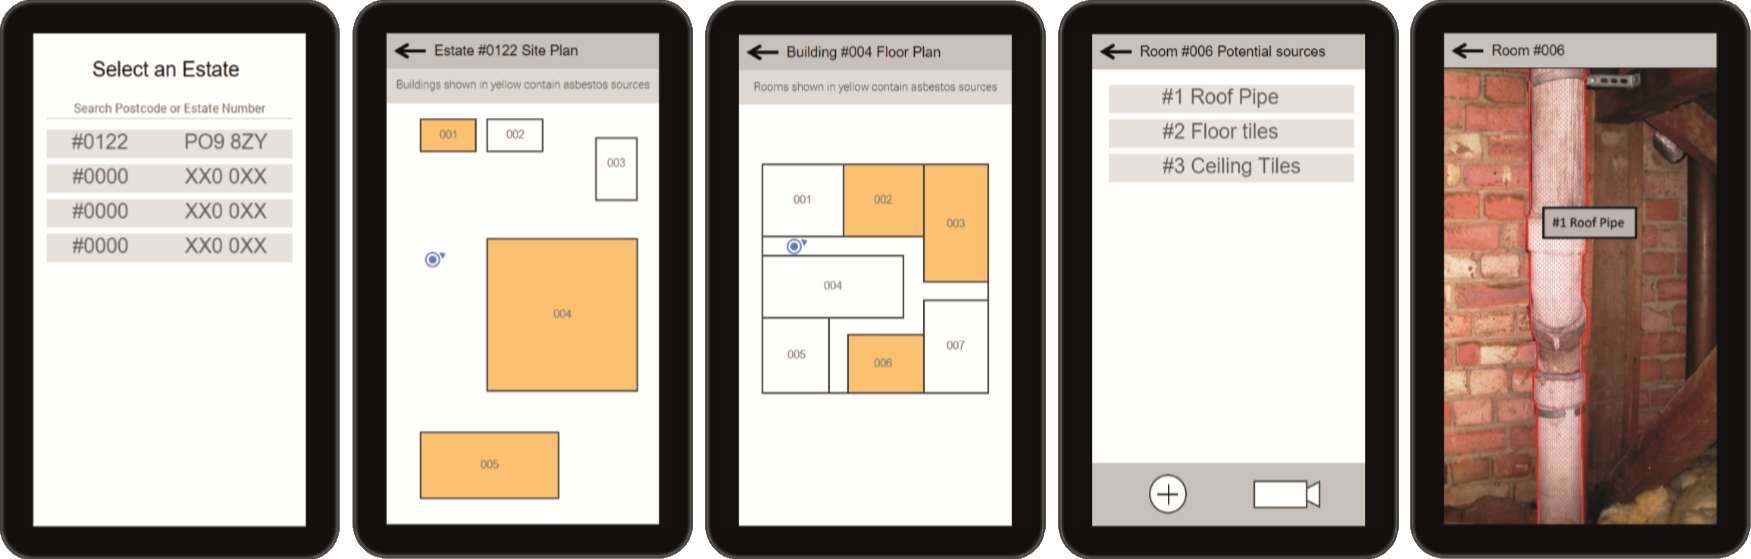 Select an Estate
Search Postcode or Estate Number
#0122 PO9 8ZY
#0000 XX0 0XX
#0000 XX0 0XX
#0000 XX0 0XX
Estate #0122 Site Plan
Buildings shown in yellow contain asbestos sources
001 002
003
004
005
Building #004 Floor Plan
Rooms shown in yellow contain asbestos sources
001 002
003
004
005 006 007
Room #006 Potential sources
#1 Roof Pipe
#2 Floor tiles
#3 Ceiling Tiles
Room #006
#1 Roof Pipe